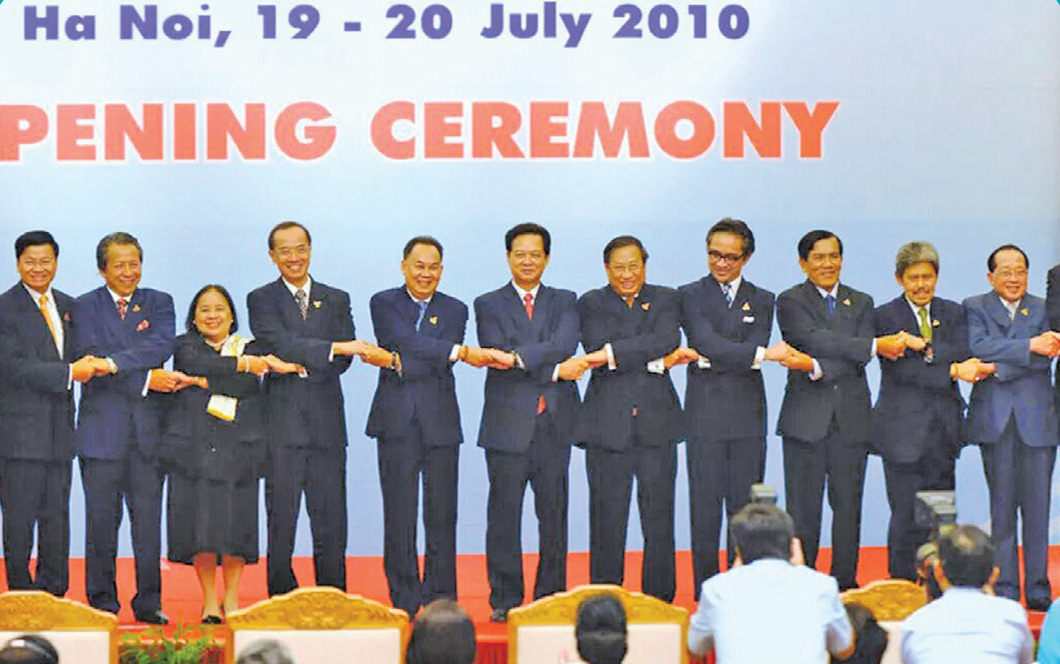 Ha Noi, 19 - 20 July 2010
PENING CEREMONY